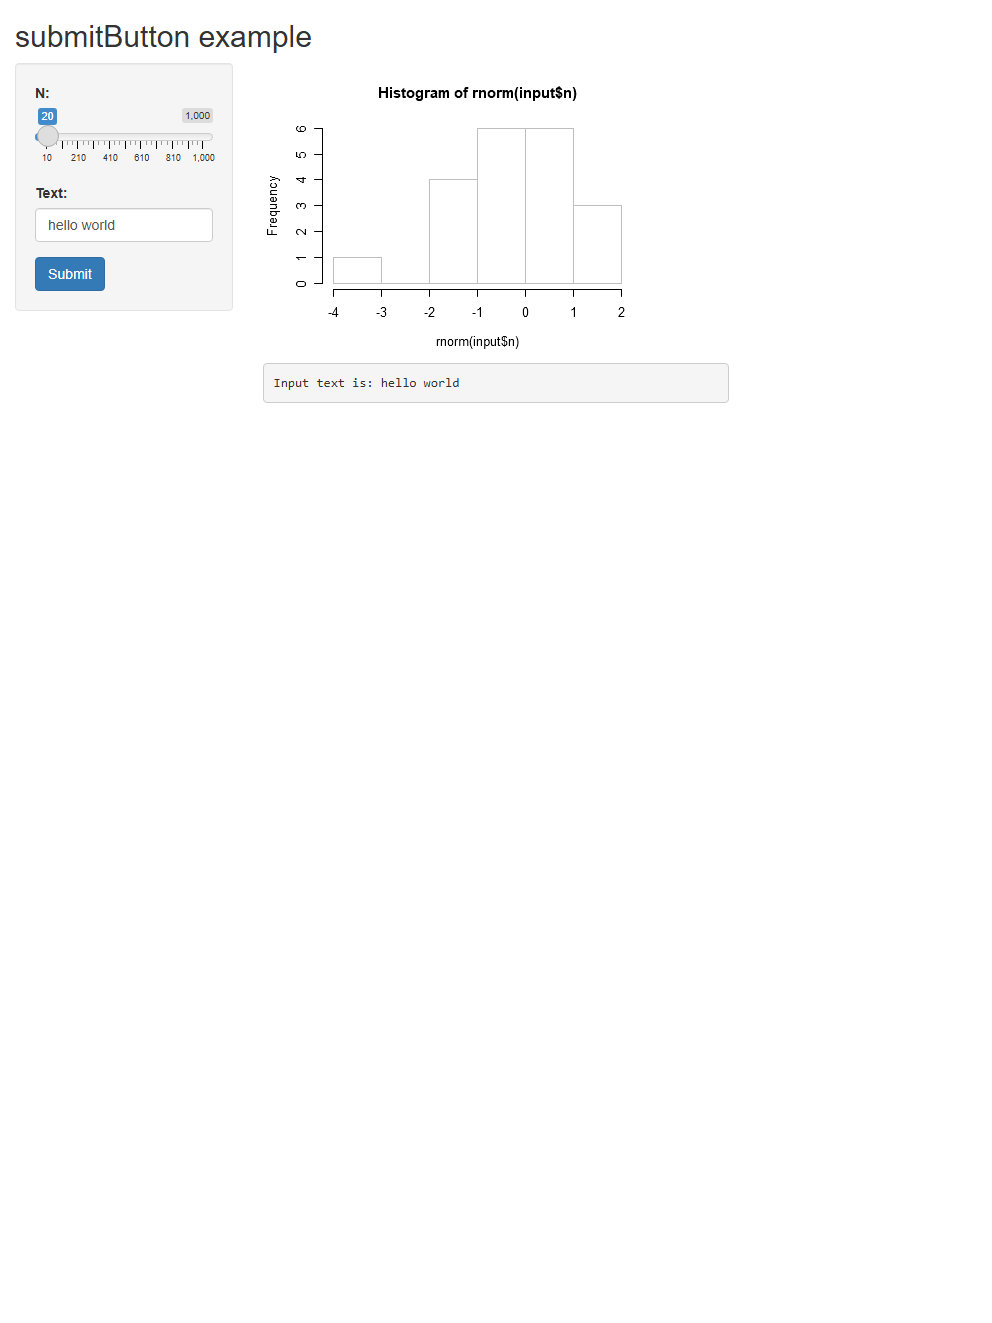 submitButton example
N:
20 1,000
10 210 410 610 810 1,000
Text:
hello world
Submit
Histogram of rnorm(input$n)
Frequency
6
5
4
3
2
1
0
-4 -3 -2 -1 0 1 2
rnorm(input$n)
Input text is: hello world